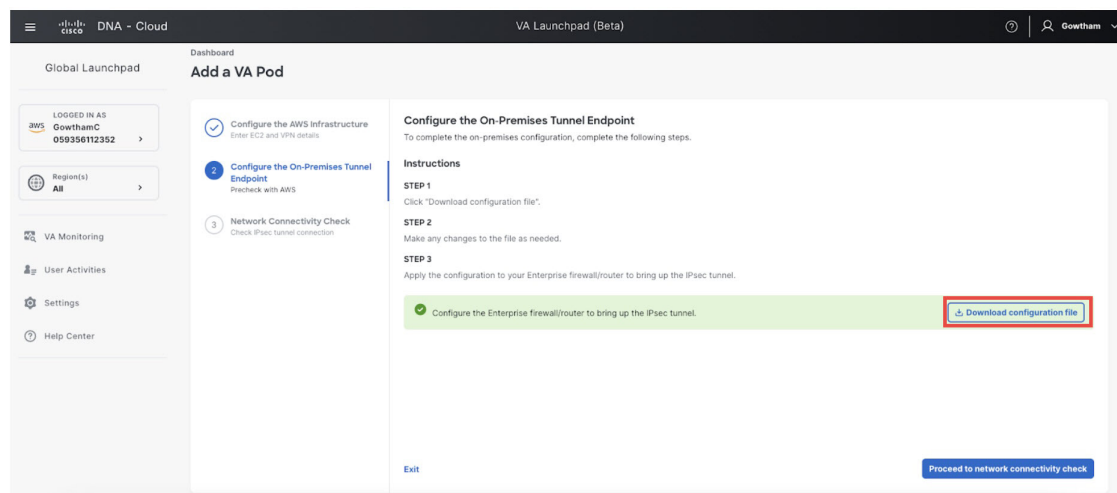 CISCO DNA - Cloud
VA Launchpad (Beta)
Gowtham
Global Launchpad
aws
LOGGED IN AS
GowthamC
059356112352
Region(s)
All
VA Monitoring
User Activities
Settings
Help Center
Dashboard
Add a VA Pod
Configure the AWS Infrastructure
Enter EC2 and VPN details
2
Configure the On-Premises Tunnel
Endpoint
Precheck with AWS
3
Network Connectivity Check
Check IPsec tunnel connection
Configure the On-Premises Tunnel Endpoint
To complete the on-premises configuration, complete the following steps.
Instructions
STEP 1
Click "Download configuration file".
STEP 2
Make any changes to the file as needed.
STEP 3
Apply the configuration to your Enterprise firewall/router to bring up the IPsec tunnel.
Configure the Enterprise firewall/router to bring up the IPsec tunnel.
Download configuration file
Exit
Proceed to network connectivity check